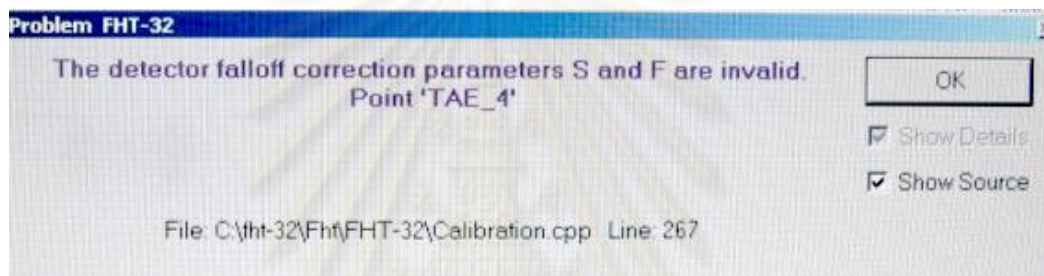 Problem FHT-32
The detector falloff correction parameters S and F are invalid.
Point 'TAE_4'
OK
Show Details
Show Source
File: C:\fht-32\Fht\FHT-32\Calibration.cpp Line: 267